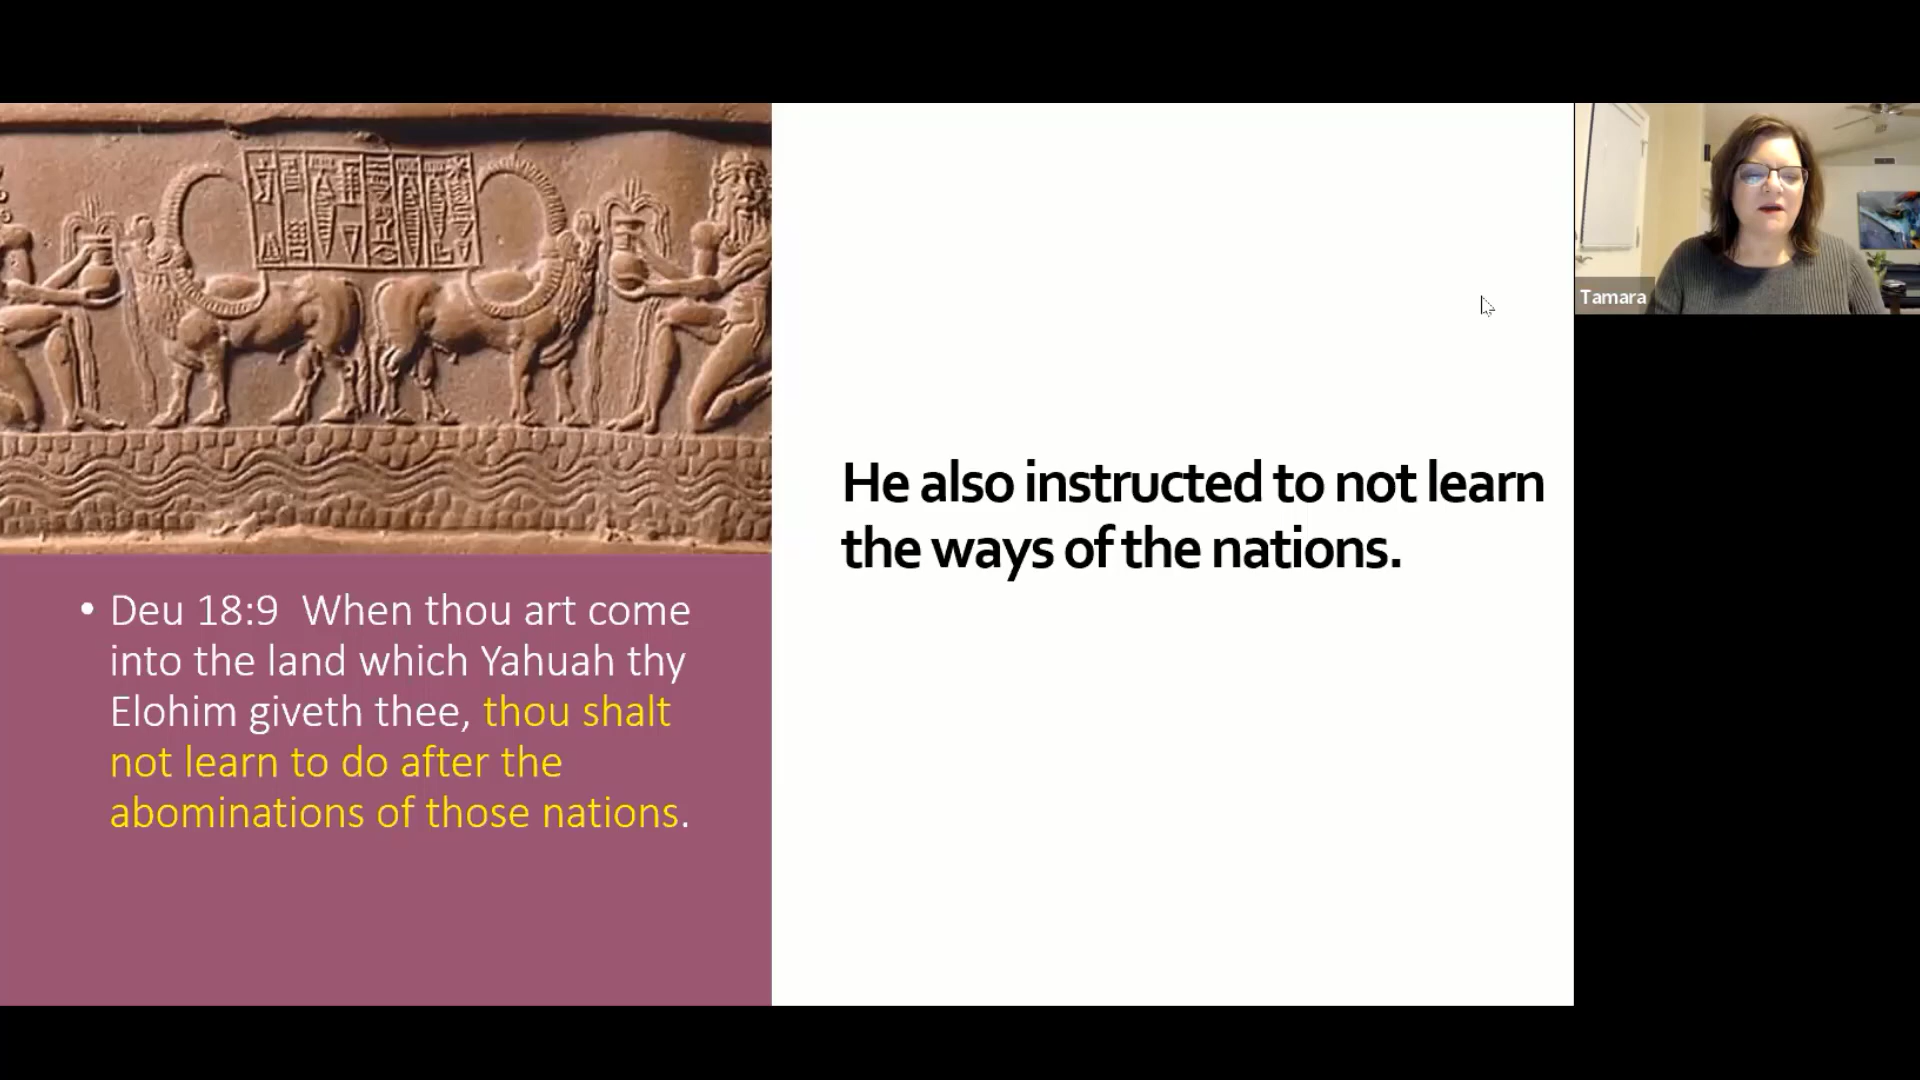 • Deu 18:9  When thou art come
into the land which Yahuah thy
Elohim giveth thee, thou shalt
not learn to do after the
abominations of those nations.
He also instructed to not learn
the ways of the nations.
Tamara